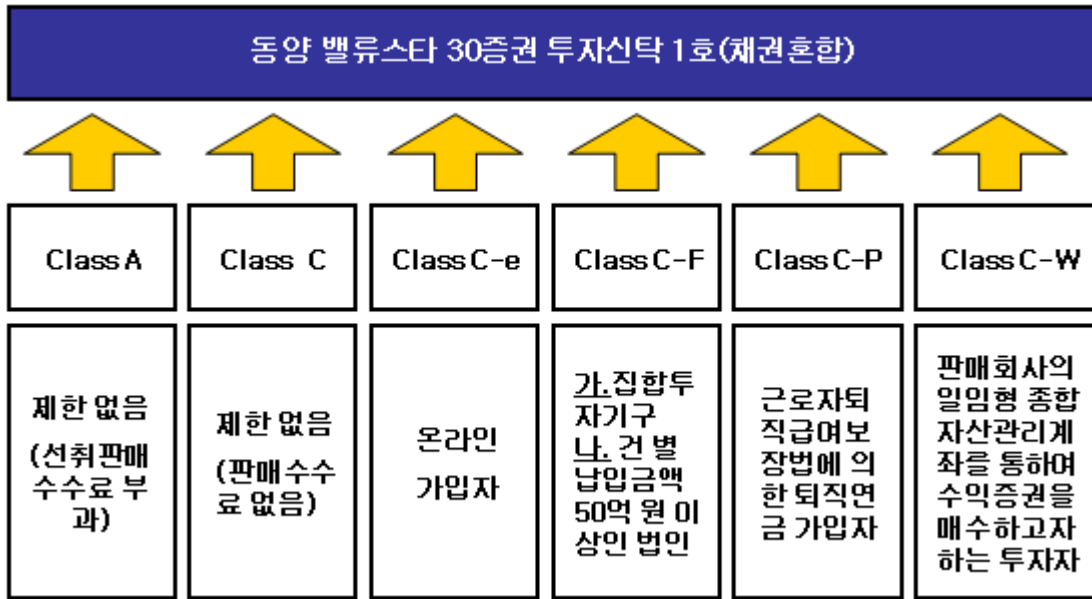 동양 밸류스타 30증권 투자신탁 1호(채권혼합)
Class A
Class C
Class C-e
Class C-F
Class C-P
Class C-W
제한 없음
(선취판매
수수료 부
과)
제한 없음
(판매수수
료 없음)
온라인
가입자
가.집합투
자기구
나. 건 별
납입금액
50억 원 이
상인 법인
근로자퇴
직급여보
장법에 의
한 퇴직연
금 가입자
판매회사의
일임형 종합
자산관리계
좌를 통하여
수익증권을
매수하고자
하는 투자자